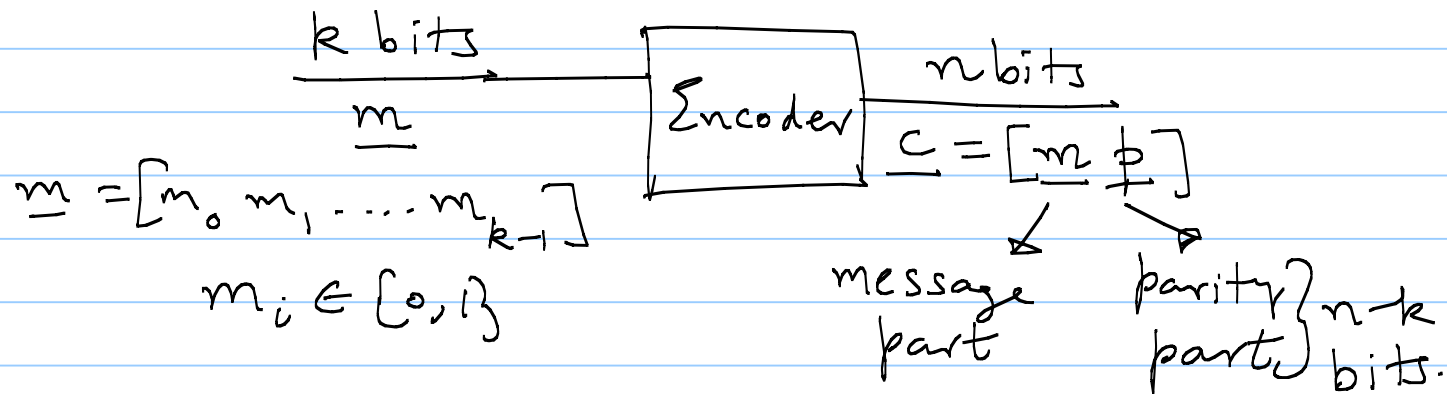 k bits
m
Encoder
n bits
c = [m p]
m = [m₀ m₁ ..... mₖ₋₁]
mᵢ ∈ {0,1}
message
part
parity
part
} n-k
bits.